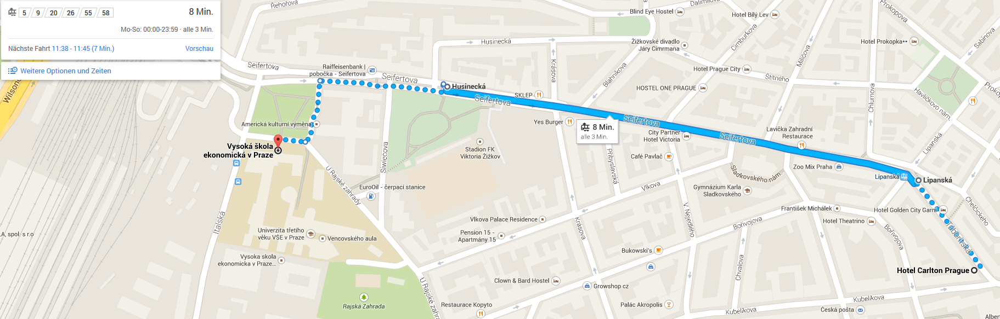 5 9 20 26 55 58
8 Min.
Mo-So: 00:00-23:59 · alle 3 Min.
Nächste Fahrt 11:38 - 11:45 (7 Min.)
Vorschau
Weitere Optionen und Zeiten
Řehořova
Blind Eye Hostel
Dalimilova
Hotel Bílý Lev
Prokopova
Husinecká
Žižkovské divadlo
Járy Cimrmana
Cimburkova
Hotel Prokopka**
Sabinova
Seifertova
Raiffeisenbank |
pobočka - Seifertova
Seifertova
Krásova
Blahníkova
Hotel Prague City
Štítného
Milíčova
Husinecká
HOSTEL ONE PRAGUE
SKLEP
Seifertova
Chlumova
Havlíčkovo nám.
Americká kulturní výměna
Yes Burger
8 Min.
alle 3 Min.
Seifertova
City Partner
Hotel Victoria
Seifertova
Lavička Zahradní
Restaurace
Lipanská
Vysoká škola
ekonomická v Praze
Siwiecova
Stadion FK
Viktoria Žižkov
Přibyslavská
Café Pavlač
Sladkovského nám.
Zoo Mix Praha
Lipanská
Lipanská
U Rajské zahrady
EuroOil - čerpací stanice
Vlkova
Gymnázium Karla
Sladkovského
Chelčického
Italská
V. Nejedlého
František Michálek
Hotel Golden City Garni
LA, spol. s r.o
Univerzita třetího
věku VŠE v Praze
Vencovského aula
Vlkova Palace Residence
Krásova
Pension 15 -
Apartmány 15
Bořivojova
Hotel Theatrino
Bořivojova
Táboritská
Vysoka skola
ekonomicka v Praze...
Bukowski's
Chvalova
Hotel Carlton Prague
Clown & Bard Hostel
Growshop cz
U Rajské zahrady
Rajská Zahrada
Restaurace Kopyto
Palác Akropolis
Kubelíkova
Kubelíkova
Česká pošta